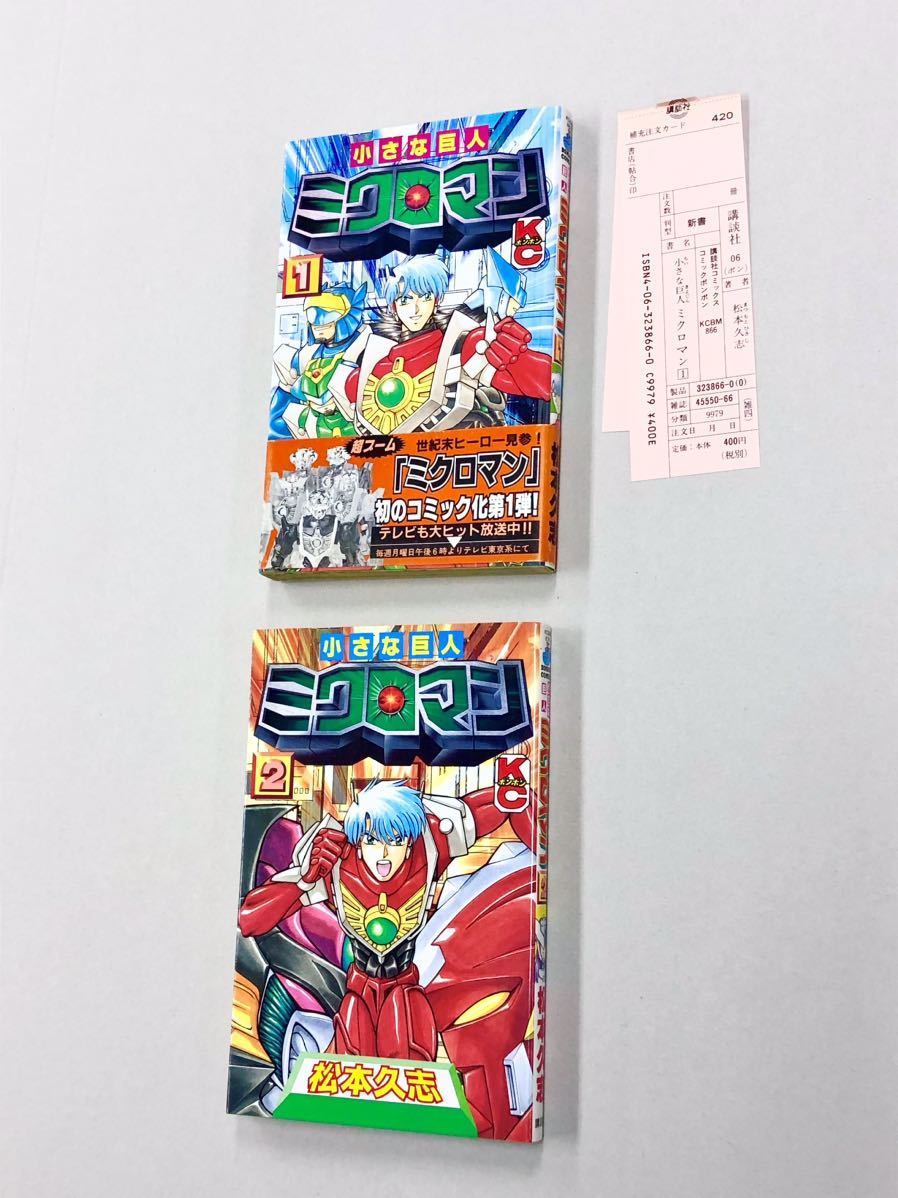 小さな巨人
ミクロマン
KC
ボンボン
1
超ブーム
世紀末ヒーロー見参!
「ミクロマン」
初のコミック化第1弾!
テレビも大ヒット放送中!!
毎週月曜日午後6時よりテレビ東京系にて
小さな巨人
ミクロマン
KC
ボンボン
2
松本久志
講談社
補充注文カード
420
書店(帖合)印
注文数
冊
判型
新書
書名
小さな巨人 ミクロマン 1
講談社コミックス
コミックボンボン
KCBM
866
講談社
06
(ボン)
著者
松本久志
まつもとひさし
製品 323866-0(0)
雑誌 45550-66
分類 9979
(雑四)
注文日 月 日
定価:本体 400円
(税別)
ISBN4-06-323866-0 C9979 ¥400E